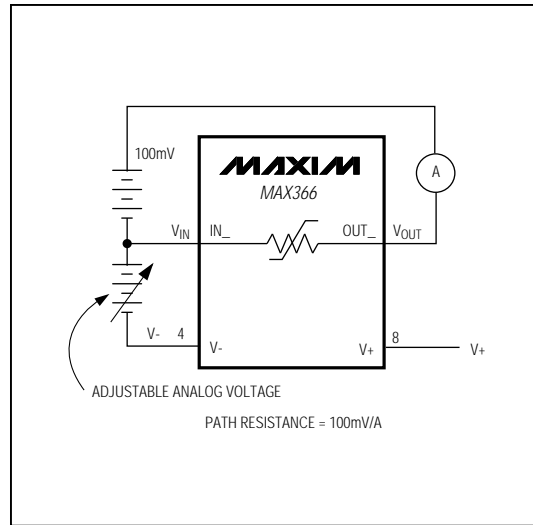 100mV
MAXIM
A
MAX366
VIN IN_ OUT_ VOUT
V- 4
8
V- V+ V+
ADJUSTABLE ANALOG VOLTAGE
PATH RESISTANCE = 100mV/A